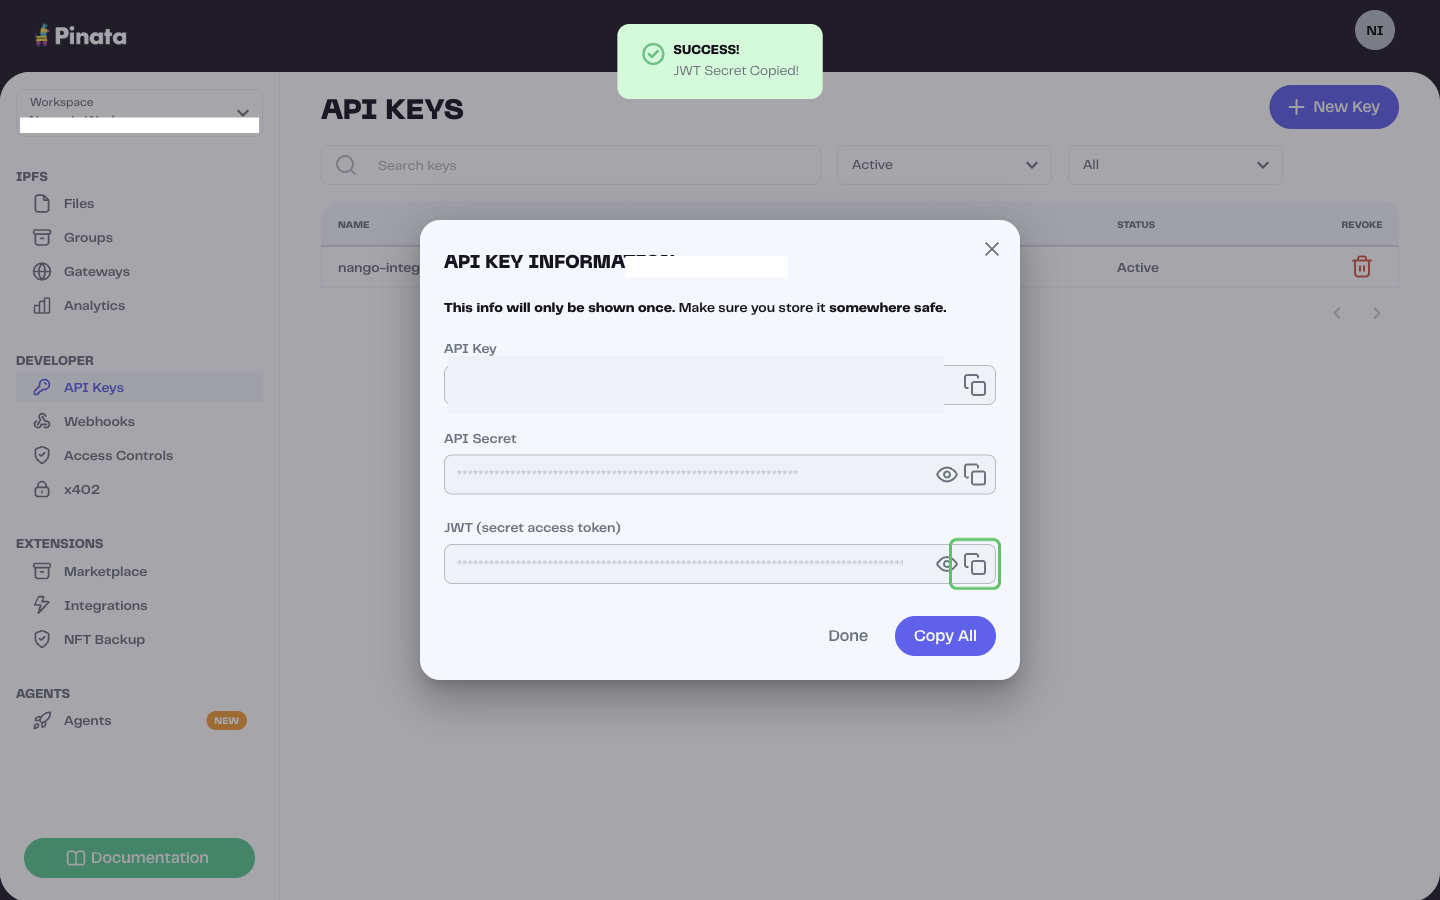 Pinata
SUCCESS!
JWT Secret Copied!
NI
Workspace
API KEYS
New Key
Search keys
Active
All
IPFS
Files
Groups
Gateways
Analytics
DEVELOPER
API Keys
Webhooks
Access Controls
x402
EXTENSIONS
Marketplace
Integrations
NFT Backup
AGENTS
Agents
NEW
Documentation
NAME
STATUS
REVOKE
nango-integ
Active
API KEY INFORMATION
This info will only be shown once. Make sure you store it somewhere safe.
API Key
API Secret
JWT (secret access token)
Done
Copy All